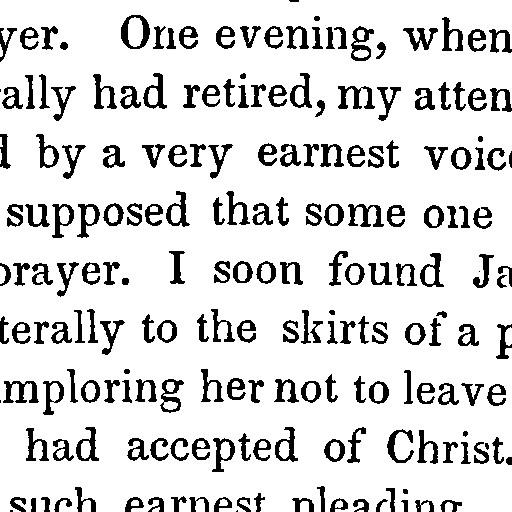 yer. One evening, when
ally had retired, my atten
by a very earnest voice
supposed that some one
prayer. I soon found Ja
terally to the skirts of a p
mploring her not to leave
had accepted of Christ.
such earnest pleading